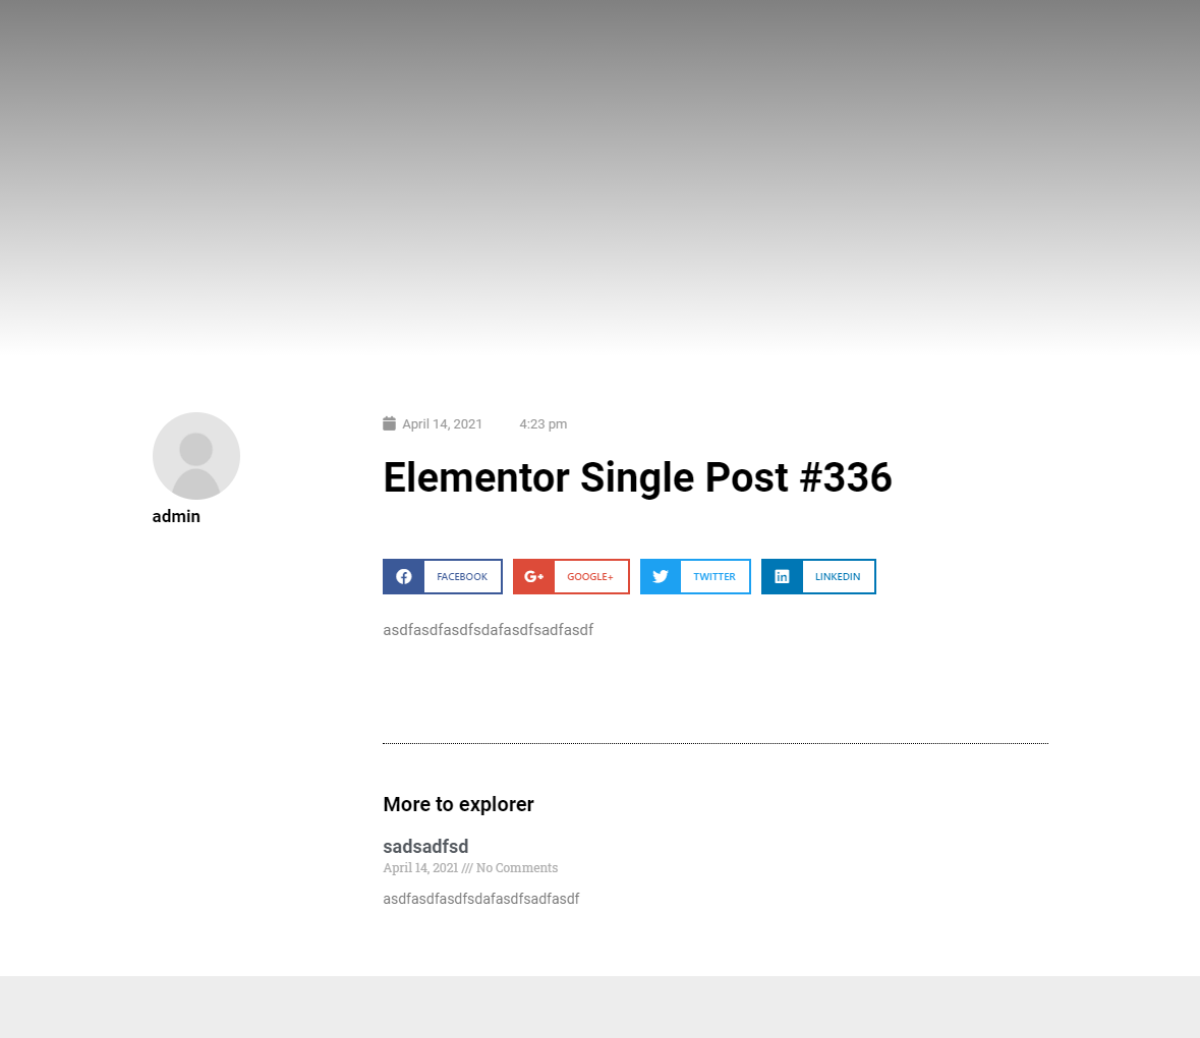 April 14, 2021 4:23 pm
Elementor Single Post #336
admin
FACEBOOK GOOGLE+ TWITTER LINKEDIN
asdfasdfasdfsdafasdfsadfasdf
More to explorer
sadsadfsd
April 14, 2021 /// No Comments
asdfasdfasdfsdafasdfsadfasdf